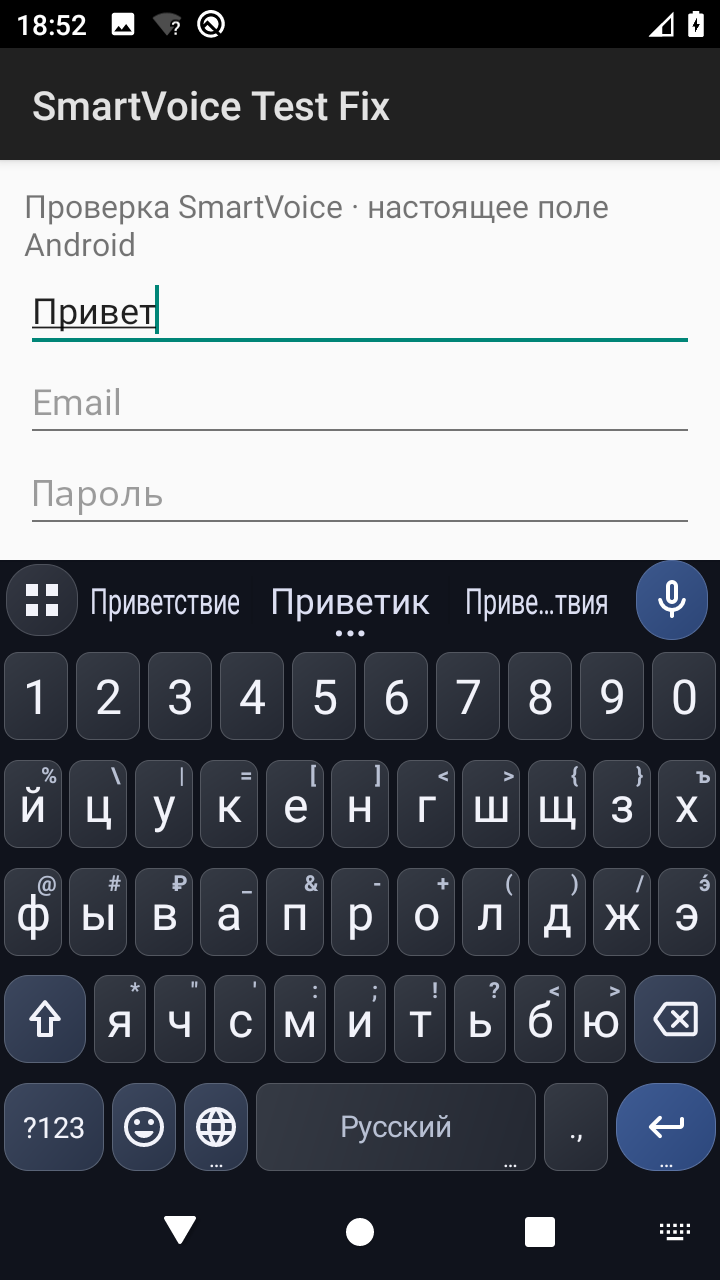 18:52
SmartVoice Test Fix
Проверка SmartVoice · настоящее поле
Android
Привет
Email
Пароль
Приветствие Приветик Приве...твия
1 2 3 4 5 6 7 8 9 0
% \ | = [ ] < > { } ъ
й ц у к е н г ш щ з х
@ # ₽ _ & - + ( ) / э́
ф ы в а п р о л д ж э
* " ' : ; ! ? < >
я ч с м и т ь б ю
?123 Русский .,